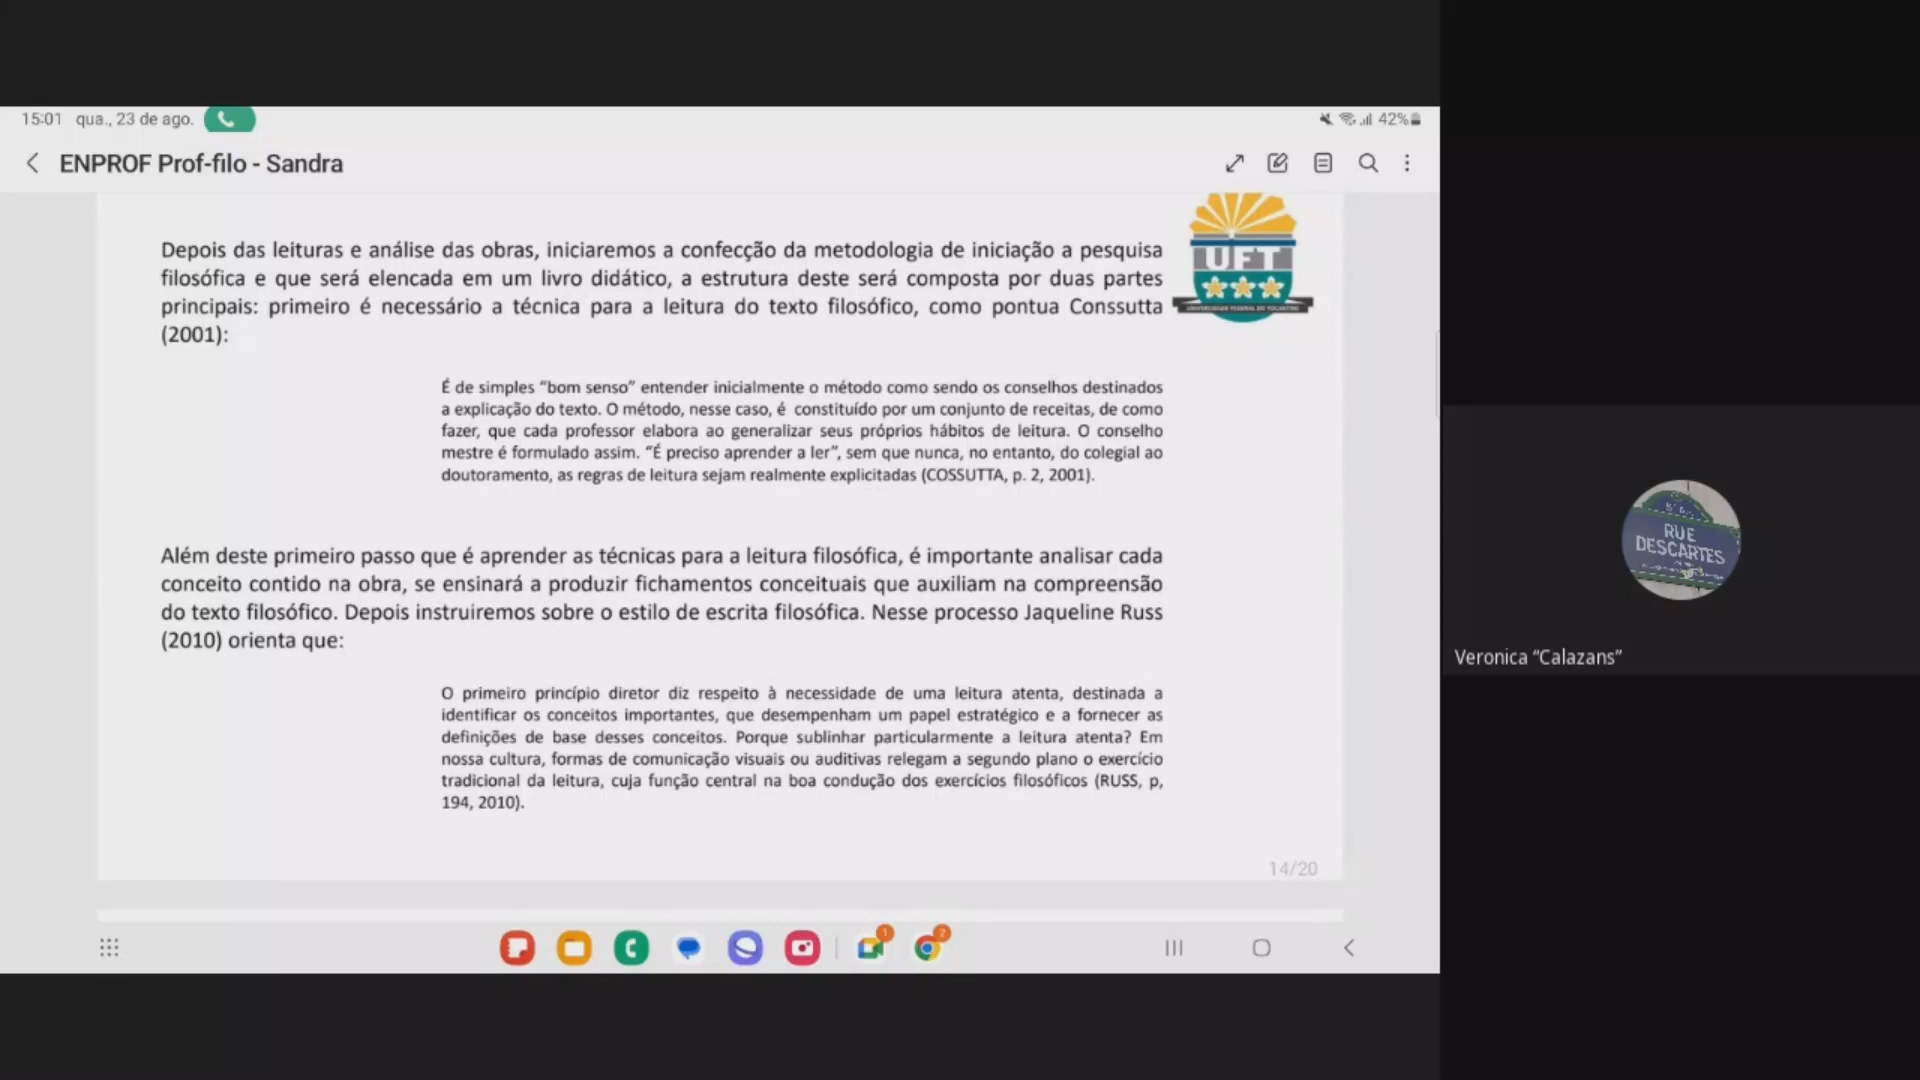 15:01 qua., 23 de ago.
42%
ENPROF Prof-filo - Sandra
UFT
UNIVERSIDADE FEDERAL DO TOCANTINS
Depois das leituras e análise das obras, iniciaremos a confecção da metodologia de iniciação a pesquisa
filosófica e que será elencada em um livro didático, a estrutura deste será composta por duas partes
principais: primeiro é necessário a técnica para a leitura do texto filosófico, como pontua Conssutta
(2001):
É de simples “bom senso” entender inicialmente o método como sendo os conselhos destinados
a explicação do texto. O método, nesse caso, é constituído por um conjunto de receitas, de como
fazer, que cada professor elabora ao generalizar seus próprios hábitos de leitura. O conselho
mestre é formulado assim. “É preciso aprender a ler”, sem que nunca, no entanto, do colegial ao
doutoramento, as regras de leitura sejam realmente explicitadas (COSSUTTA, p. 2, 2001).
Além deste primeiro passo que é aprender as técnicas para a leitura filosófica, é importante analisar cada
conceito contido na obra, se ensinará a produzir fichamentos conceituais que auxiliam na compreensão
do texto filosófico. Depois instruiremos sobre o estilo de escrita filosófica. Nesse processo Jaqueline Russ
(2010) orienta que:
O primeiro princípio diretor diz respeito à necessidade de uma leitura atenta, destinada a
identificar os conceitos importantes, que desempenham um papel estratégico e a fornecer as
definições de base desses conceitos. Porque sublinhar particularmente a leitura atenta? Em
nossa cultura, formas de comunicação visuais ou auditivas relegam a segundo plano o exercício
tradicional da leitura, cuja função central na boa condução dos exercícios filosóficos (RUSS, p,
194, 2010).
14/20
1
2
RUE
DESCARTES
Veronica “Calazans”